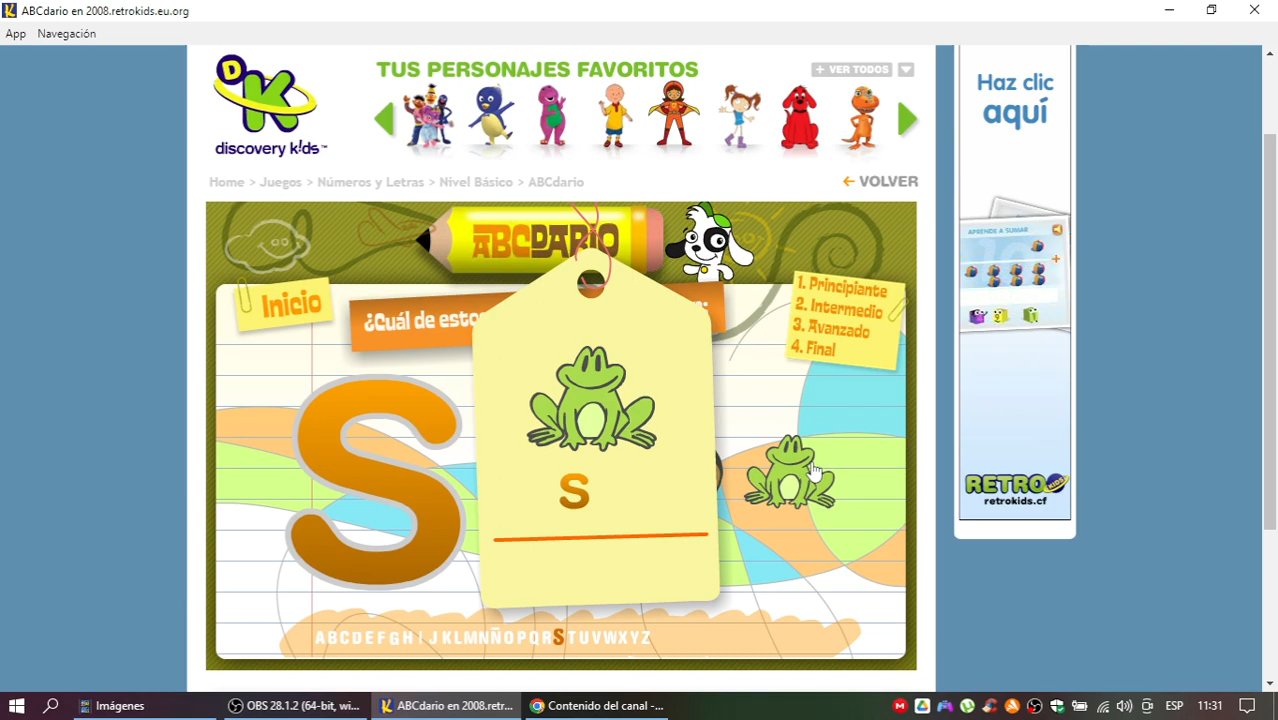 ABCdario en 2008.retrokids.eu.org
App Navegación
D
K
discovery k!ds™
TUS PERSONAJES FAVORITOS
+ VER TODOS
Home > Juegos > Números y Letras > Nivel Básico > ABCdario
← VOLVER
ABCDARIO
Inicio
¿Cuál de esto
1. Principiante
2. Intermedio
3. Avanzado
4. Final
S
S
ABCDEFGHIJKLMNÑOPQRSTUVWXYZ
Haz clic
aquí
APRENDE A SUMAR
RETRO
KIDS
retrokids.cf
Imágenes
OBS 28.1.2 (64-bit, wi...
ABCdario en 2008.retr...
Contenido del canal -...
ESP
11:31